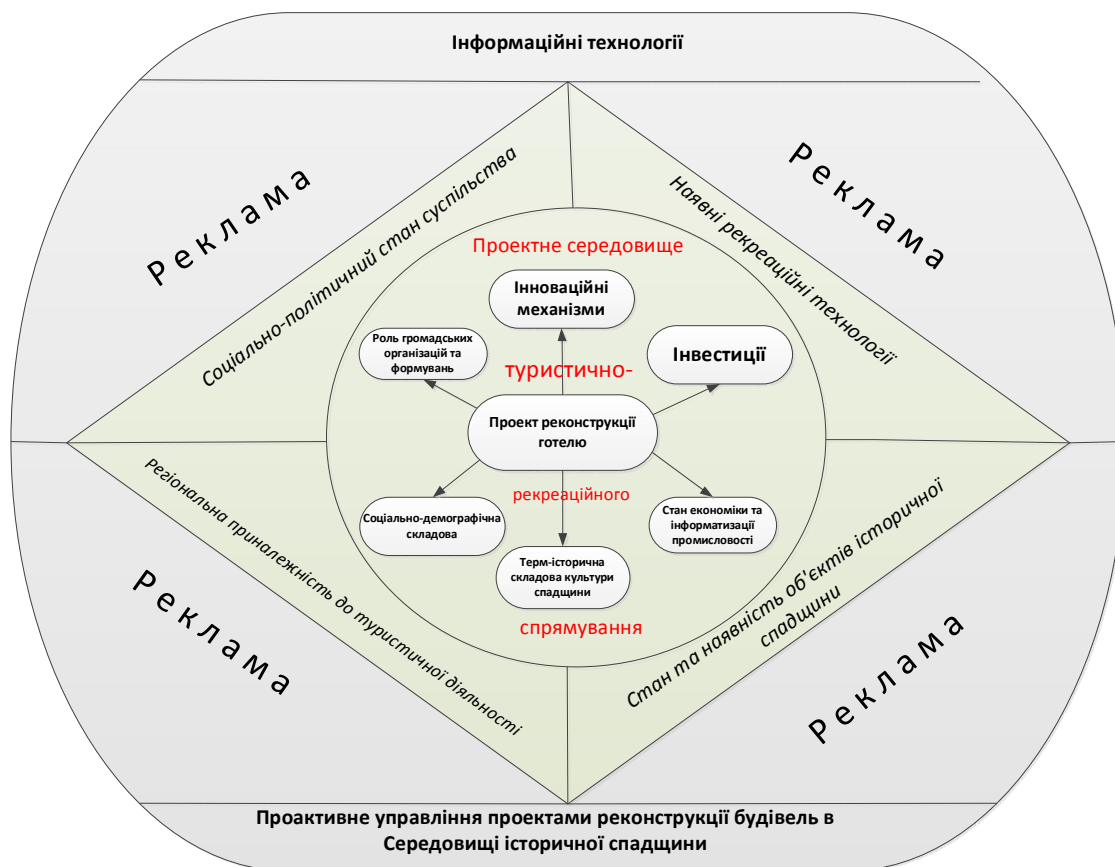 Інформаційні технології
Реклама
Реклама
Соціально-політичний стан суспільства
Наявні рекреаційні технології
Проектне середовище
Інноваційні
механізми
Роль громадських
організацій та
формувань
Інвестиції
туристично-
Проект реконструкції
готелю
рекреаційного
Соціально-демографічна
складова
Стан економіки та
інформатизації
промисловості
Терм-історична
складова культури
спадщини
спрямування
Регіональна приналежність до туристичної діяльності
Стан та наявність об'єктів історичної
спадщини
Реклама
Реклама
Проактивне управління проектами реконструкції будівель в
Середовищі історичної спадщини